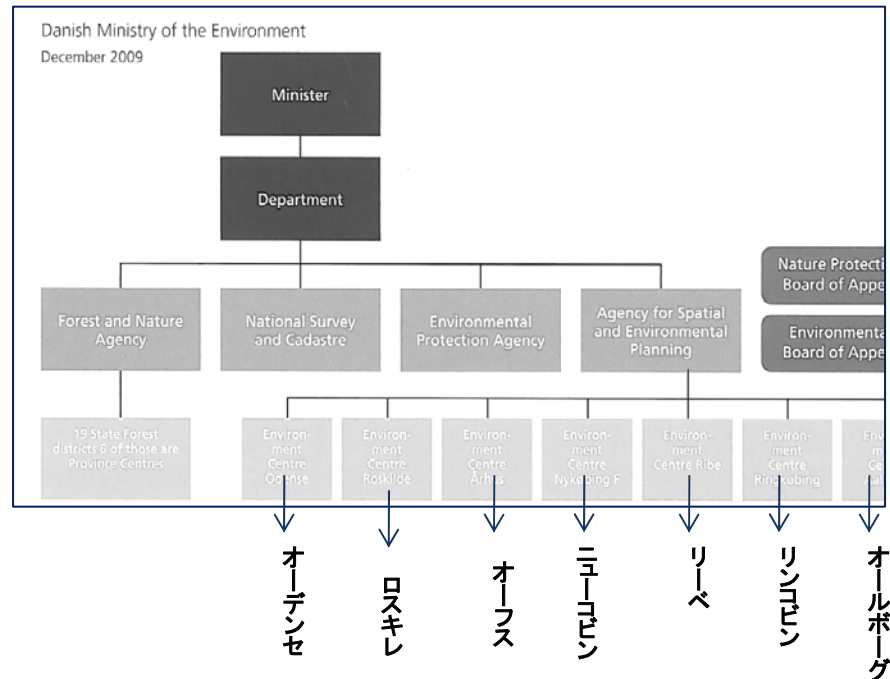 Danish Ministry of the Environment
December 2009
Minister
Department
Nature Protecti
Board of Appe
Forest and Nature
Agency
National Survey
and Cadastre
Environmental
Protection Agency
Agency for Spatial
and Environmental
Planning
Environmenta
Board of Appe
19 State Forest
districts 6 of those are
Province Centres
Environ-
ment
Centre
Odense
Environ-
ment
Centre
Roskilde
Environ-
ment
Centre
Århus
Environ-
ment
Centre
Nykøbing F
Environ-
ment
Centre Ribe
Environ-
ment
Centre
Ringkøbing
Env
m
Ce
Aal
オーデンセ
ロスキレ
オーフス
ニューコビン
リーベ
リンコビン
オールボーグ